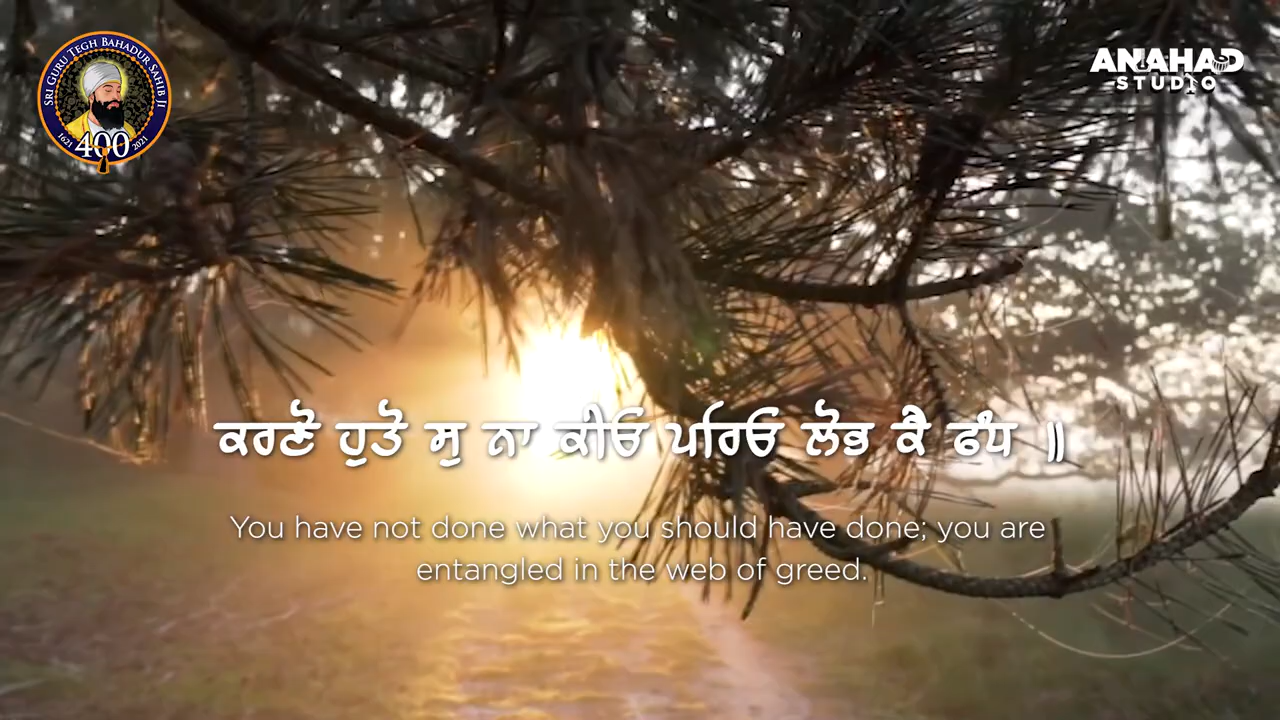 SRI GURU TEGH BAHADUR SAHIB JI
1621 400 2021
ANAHAD
STUDIO
ਕਰਣੋ ਹੁਤੋ ਸੁ ਨਾ ਕੀਓ ਪਰਿਓ ਲੋਭ ਕੈ ਫੰਧ ॥
You have not done what you should have done; you are
entangled in the web of greed.